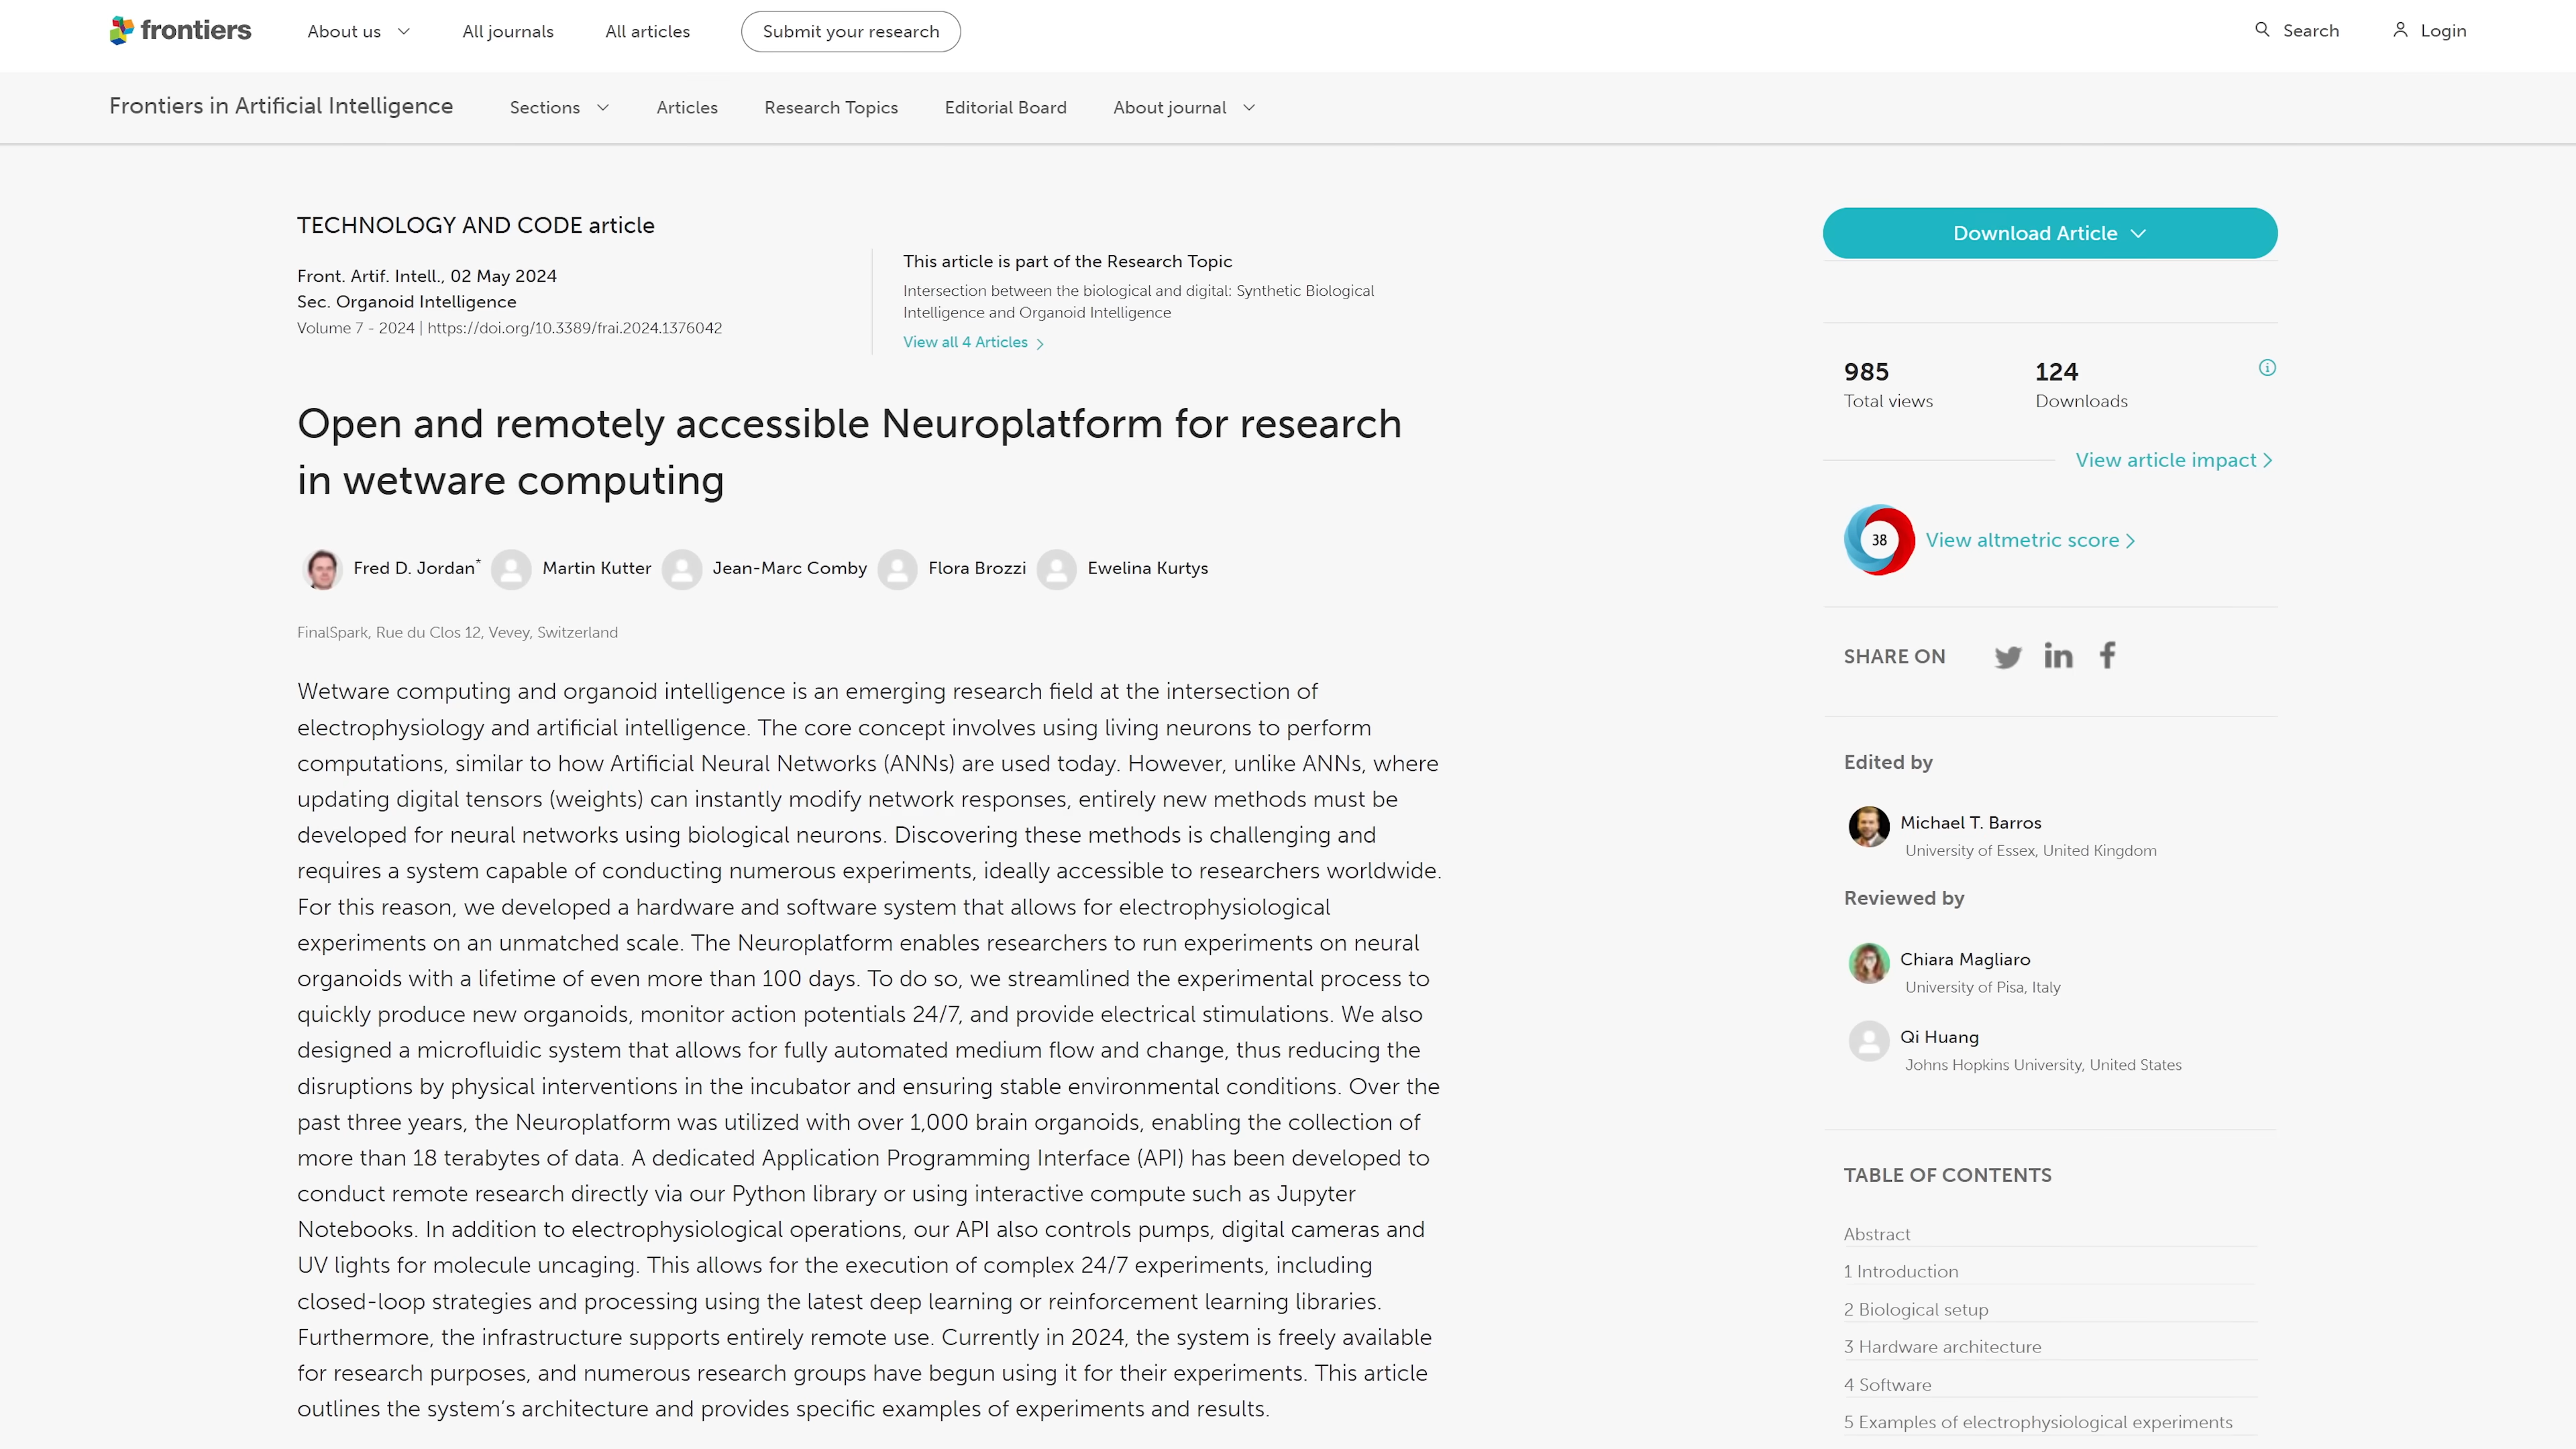 frontiers
About us
All journals
All articles
Submit your research
Search
Login
Frontiers in Artificial Intelligence
Sections
Articles
Research Topics
Editorial Board
About journal
TECHNOLOGY AND CODE article
Front. Artif. Intell., 02 May 2024
Sec. Organoid Intelligence
Volume 7 - 2024 | https://doi.org/10.3389/frai.2024.1376042
This article is part of the Research Topic
Intersection between the biological and digital: Synthetic Biological
Intelligence and Organoid Intelligence
View all 4 Articles
Open and remotely accessible Neuroplatform for research
in wetware computing
Fred D. Jordan* Martin Kutter Jean-Marc Comby Flora Brozzi Ewelina Kurtys
FinalSpark, Rue du Clos 12, Vevey, Switzerland
Wetware computing and organoid intelligence is an emerging research field at the intersection of
electrophysiology and artificial intelligence. The core concept involves using living neurons to perform
computations, similar to how Artificial Neural Networks (ANNs) are used today. However, unlike ANNs, where
updating digital tensors (weights) can instantly modify network responses, entirely new methods must be
developed for neural networks using biological neurons. Discovering these methods is challenging and
requires a system capable of conducting numerous experiments, ideally accessible to researchers worldwide.
For this reason, we developed a hardware and software system that allows for electrophysiological
experiments on an unmatched scale. The Neuroplatform enables researchers to run experiments on neural
organoids with a lifetime of even more than 100 days. To do so, we streamlined the experimental process to
quickly produce new organoids, monitor action potentials 24/7, and provide electrical stimulations. We also
designed a microfluidic system that allows for fully automated medium flow and change, thus reducing the
disruptions by physical interventions in the incubator and ensuring stable environmental conditions. Over the
past three years, the Neuroplatform was utilized with over 1,000 brain organoids, enabling the collection of
more than 18 terabytes of data. A dedicated Application Programming Interface (API) has been developed to
conduct remote research directly via our Python library or using interactive compute such as Jupyter
Notebooks. In addition to electrophysiological operations, our API also controls pumps, digital cameras and
UV lights for molecule uncaging. This allows for the execution of complex 24/7 experiments, including
closed-loop strategies and processing using the latest deep learning or reinforcement learning libraries.
Furthermore, the infrastructure supports entirely remote use. Currently in 2024, the system is freely available
for research purposes, and numerous research groups have begun using it for their experiments. This article
outlines the system's architecture and provides specific examples of experiments and results.
Download Article
985
Total views
124
Downloads
View article impact
38
View altmetric score
SHARE ON
Edited by
Michael T. Barros
University of Essex, United Kingdom
Reviewed by
Chiara Magliaro
University of Pisa, Italy
Qi Huang
Johns Hopkins University, United States
TABLE OF CONTENTS
Abstract
1 Introduction
2 Biological setup
3 Hardware architecture
4 Software
5 Examples of electrophysiological experiments